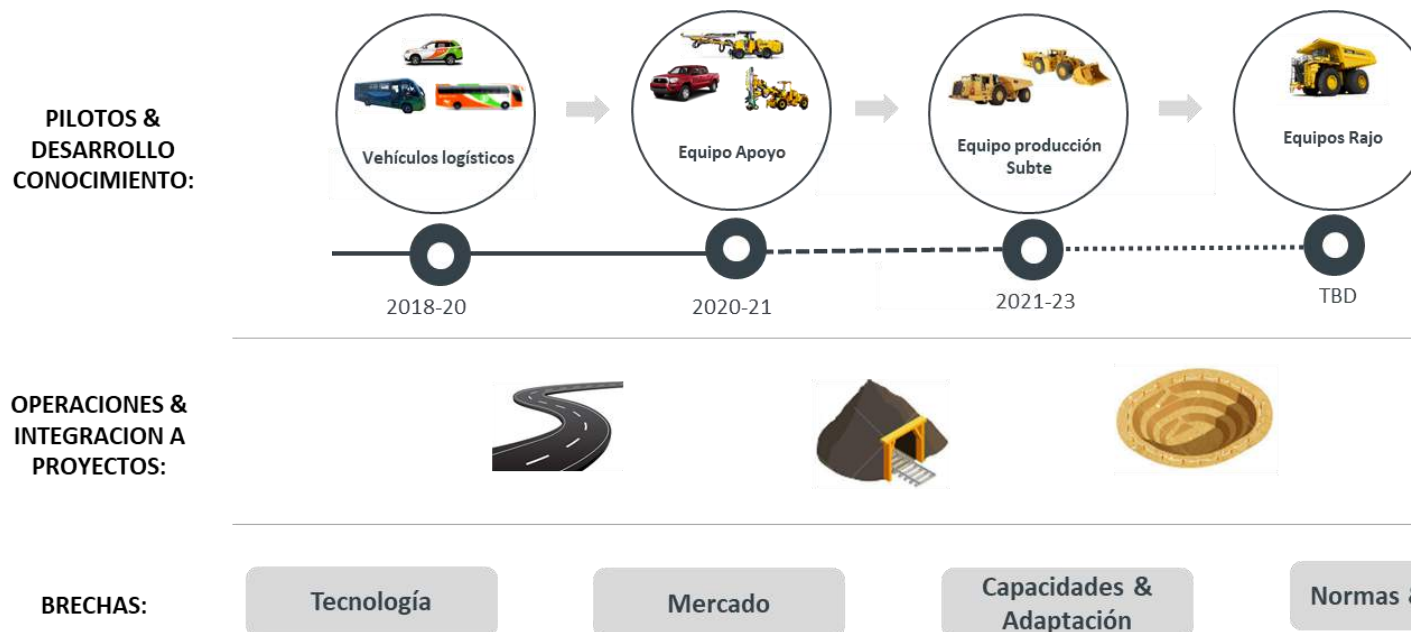 PILOTOS &
DESARROLLO
CONOCIMIENTO:
Vehículos logísticos
Equipo Apoyo
Equipo producción
Subte
Equipos Rajo
2018-20
2020-21
2021-23
TBD
OPERACIONES &
INTEGRACION A
PROYECTOS:
BRECHAS:
Tecnología
Mercado
Capacidades &
Adaptación
Normas &